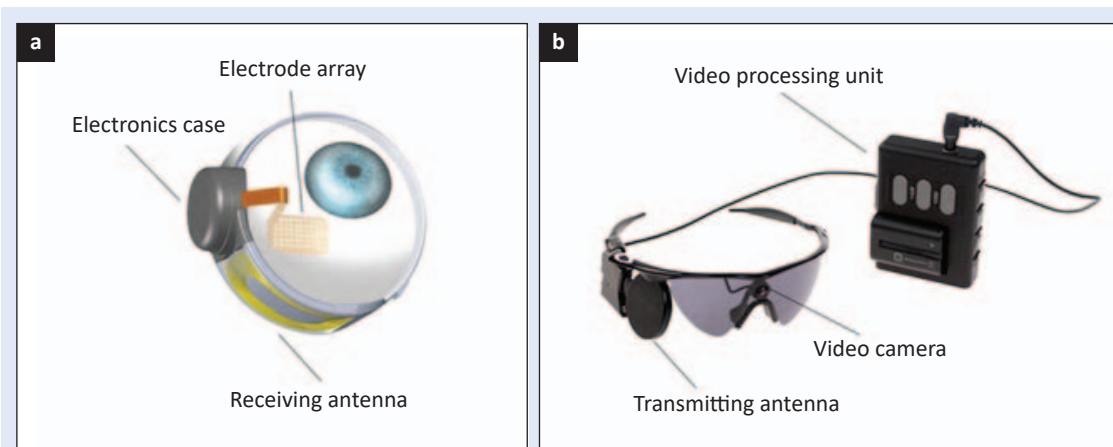 a
Electrode array
Electronics case
Receiving antenna
b
Video processing unit
Video camera
Transmitting antenna